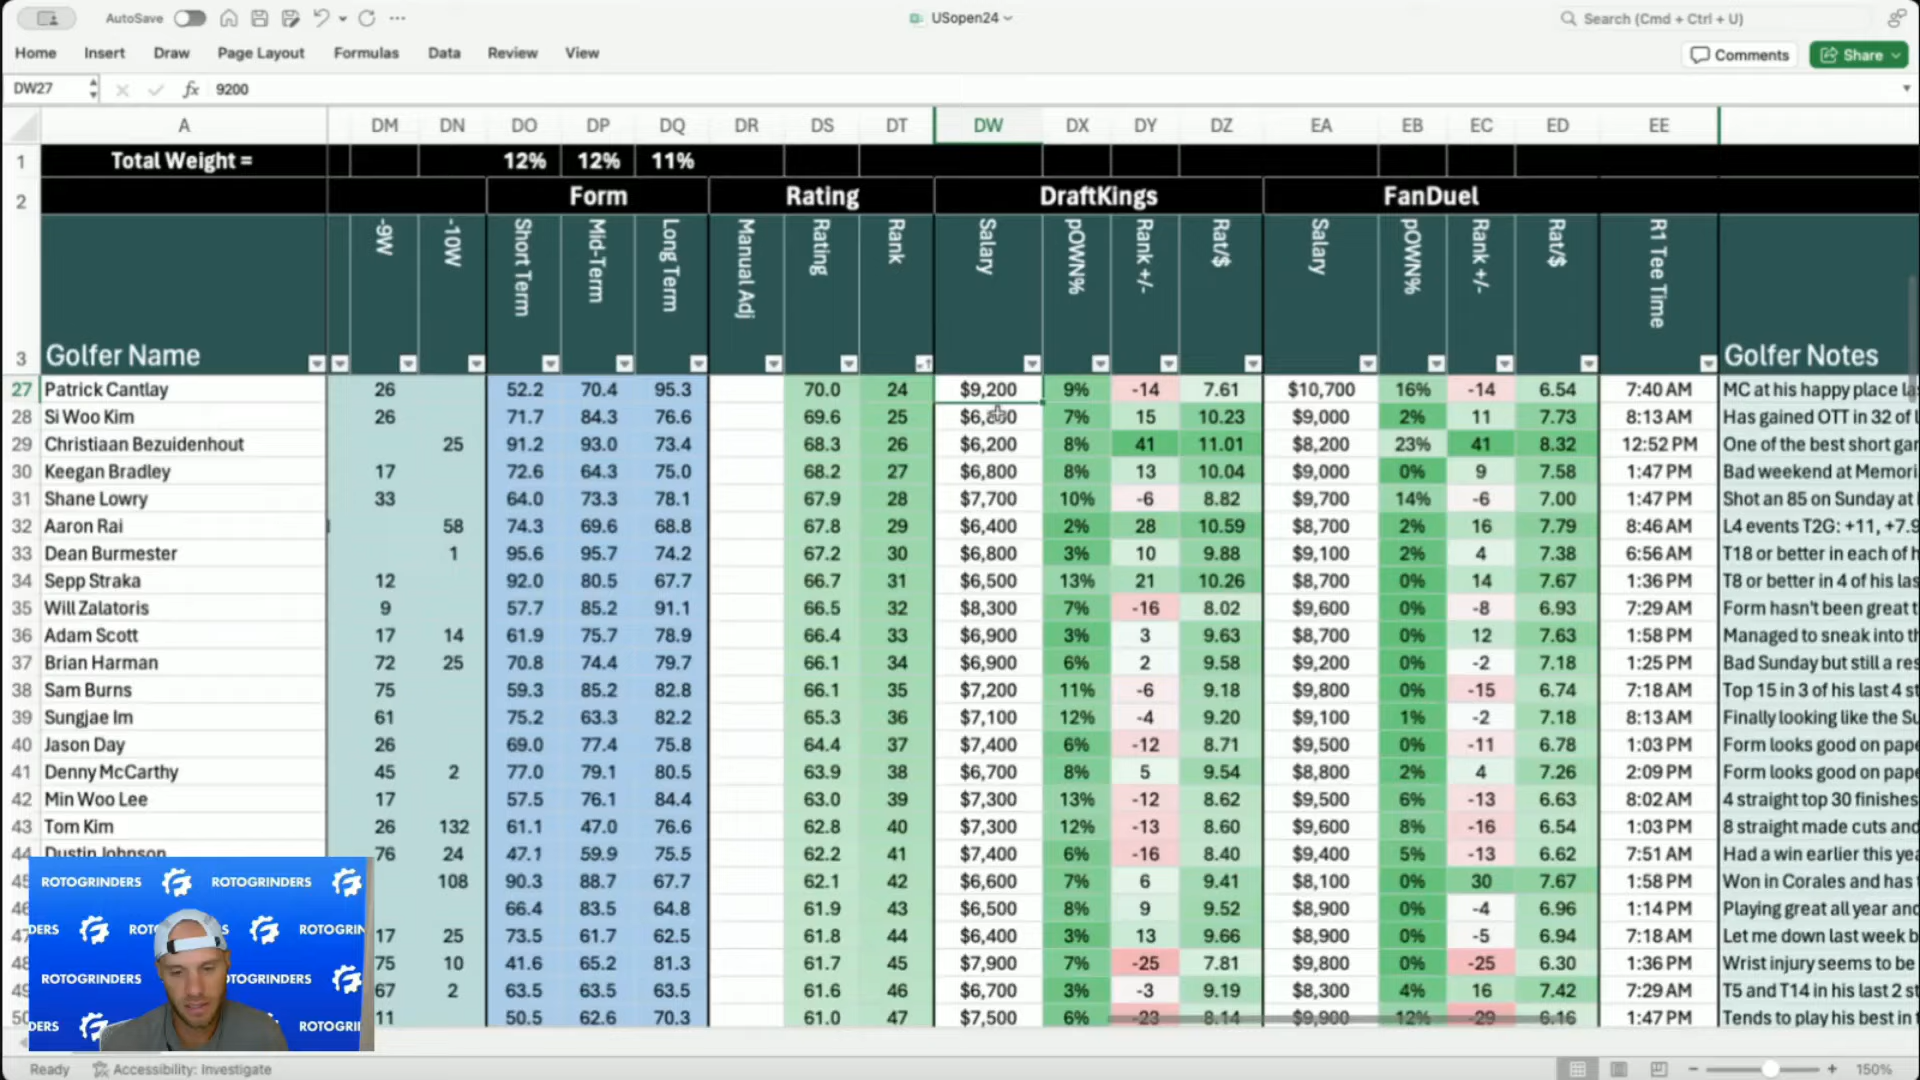 AutoSave
USopen24
Search (Cmd + Ctrl + U)
Home Insert Draw Page Layout Formulas Data Review View
Comments Share
DW27 fx 9200
A DM DN DO DP DQ DR DS DT DW DX DY DZ EA EB EC ED EE
1 Total Weight = 12% 12% 11%
2 Form Rating DraftKings FanDuel
3 Golfer Name -9W -10W Short Term Mid-Term Long Term Manual Adj Rating Rank Salary pOWN% Rank +/- Rat/$ Salary pOWN% Rank +/- Rat/$ R1 Tee Time Golfer Notes
27 Patrick Cantlay 26 52.2 70.4 95.3 70.0 24 $9,200 9% -14 7.61 $10,700 16% -14 6.54 7:40 AM MC at his happy place
28 Si Woo Kim 26 71.7 84.3 76.6 69.6 25 7% 15 10.23 $9,000 2% 11 7.73 8:13 AM Has gained OTT in 32 of
29 Christiaan Bezuidenhout 25 91.2 93.0 73.4 68.3 26 $6,200 8% 41 11.01 $8,200 23% 41 8.32 12:52 PM One of the best short
30 Keegan Bradley 17 72.6 64.3 75.0 68.2 27 $6,800 8% 13 10.04 $9,000 0% 9 7.58 1:47 PM Bad weekend at
31 Shane Lowry 33 64.0 73.3 78.1 67.9 28 $7,700 10% -6 8.82 $9,700 14% -6 7.00 1:47 PM Shot an 85 on Sunday at
32 Aaron Rai 58 74.3 69.6 68.8 67.8 29 $6,400 2% 28 10.59 $8,700 2% 16 7.79 8:46 AM L4 events T2G: +11, +7.9
33 Dean Burmester 1 95.6 95.7 74.2 67.2 30 $6,800 3% 10 9.88 $9,100 2% 4 7.38 6:56 AM T18 or better in each of
34 Sepp Straka 12 92.0 80.5 67.7 66.7 31 $6,500 13% 21 10.26 $8,700 0% 14 7.67 1:36 PM T8 or better in 4 of his
35 Will Zalatoris 9 57.7 85.2 91.1 66.5 32 $8,300 7% -16 8.02 $9,600 0% -8 6.93 7:29 AM Form hasn't been great
36 Adam Scott 17 14 61.9 75.7 78.9 66.4 33 $6,900 3% 3 9.63 $8,700 0% 12 7.63 1:58 PM Managed to sneak into
37 Brian Harman 72 25 70.8 74.4 79.7 66.1 34 $6,900 6% 2 9.58 $9,200 0% -2 7.18 1:25 PM Bad Sunday but still a
38 Sam Burns 75 59.3 85.2 82.8 66.1 35 $7,200 11% -6 9.18 $9,800 0% -15 6.74 7:18 AM Top 15 in 3 of his last 4
39 Sungjae Im 61 75.2 63.3 82.2 65.3 36 $7,100 12% -4 9.20 $9,100 1% -2 7.18 8:13 AM Finally looking like the
40 Jason Day 26 69.0 77.4 75.8 64.4 37 $7,400 6% -12 8.71 $9,500 0% -11 6.78 1:03 PM Form looks good on
41 Denny McCarthy 45 2 77.0 79.1 80.5 63.9 38 $6,700 8% 5 9.54 $8,800 2% 4 7.26 2:09 PM Form looks good on
42 Min Woo Lee 17 57.5 76.1 84.4 63.0 39 $7,300 13% -12 8.62 $9,500 6% -13 6.63 8:02 AM 4 straight top 30 finishes
43 Tom Kim 26 132 61.1 47.0 76.6 62.8 40 $7,300 12% -13 8.60 $9,600 8% -16 6.54 1:03 PM 8 straight made cuts
44 Dustin Johnson 76 24 47.1 59.9 75.5 62.2 41 $7,400 6% -16 8.40 $9,400 5% -13 6.62 7:51 AM Had a win earlier this
45 108 90.3 88.7 67.7 62.1 42 $6,600 7% 6 9.41 $8,100 0% 30 7.67 1:58 PM Won in Corales and has
46 66.4 83.5 64.8 61.9 43 $6,500 8% 9 9.52 $8,900 0% -4 6.96 1:14 PM Playing great all year
47 17 25 73.5 61.7 62.5 61.8 44 $6,400 3% 13 9.66 $8,900 0% -5 6.94 7:18 AM Let me down last week
48 75 10 41.6 65.2 81.3 61.7 45 $7,900 7% -25 7.81 $9,800 0% -25 6.30 1:36 PM Wrist injury seems to be
49 67 2 63.5 63.5 63.5 61.6 46 $6,700 3% -3 9.19 $8,300 4% 16 7.42 7:29 AM T5 and T14 in his last 2
50 11 50.5 62.6 70.3 61.0 47 $7,500 6% -23 8.14 $9,900 12% -29 6.16 1:47 PM Tends to play his best in
ROTOGRINDERS ROTOGRINDERS
DERS ROTOGRIN
ROTOGRINDERS ROTOGRINDERS
DERS ROTOGRIN
Ready Accessibility: Investigate 150%